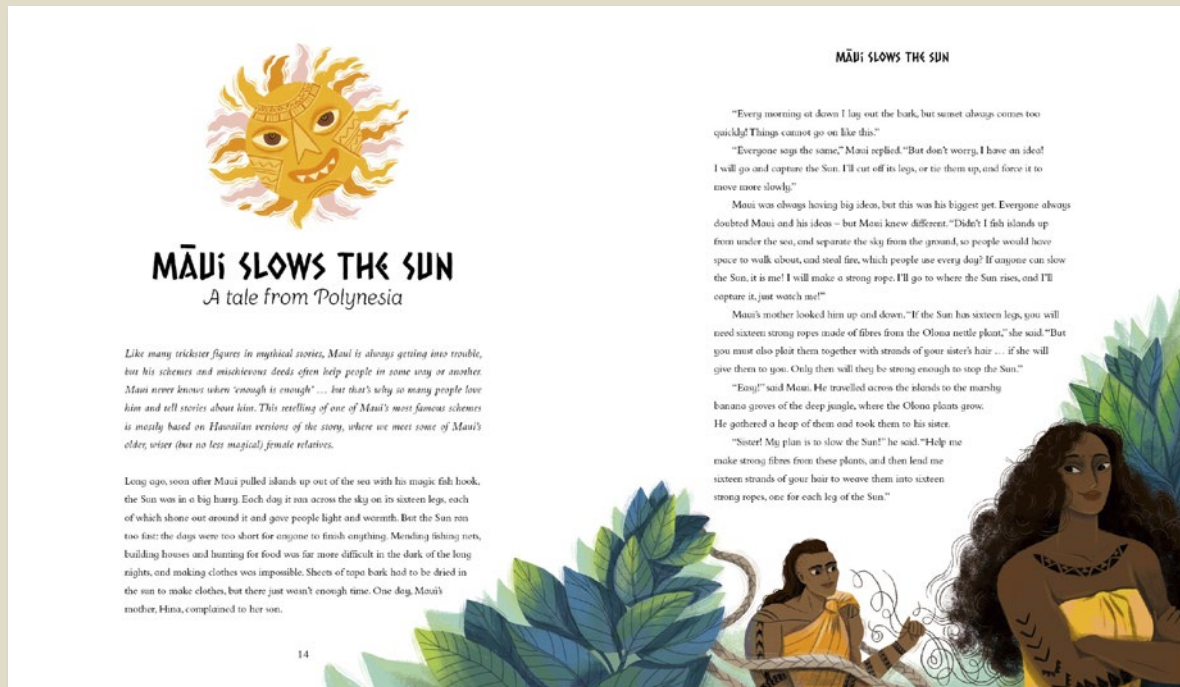 MĀUi SLOWS THE SUN
A tale from Polynesia
Like many trickster figures in mythical stories, Maui is always getting into trouble,
but his schemes and mischievous deeds often help people in some way or another.
Maui never knows when ‘enough is enough’ … but that’s why so many people love
him and tell stories about him. This retelling of one of Maui’s most famous schemes
is mostly based on Hawaiian versions of the story, where we meet some of Maui’s
older, wiser (but no less magical) female relatives.
Long ago, soon after Maui pulled islands up out of the sea with his magic fish hook,
the Sun was in a big hurry. Each day it ran across the sky on its sixteen legs, each
of which shone out around it and gave people light and warmth. But the Sun ran
too fast: the days were too short for anyone to finish anything. Mending fishing nets,
building houses and hunting for food was far more difficult in the dark of the long
nights, and making clothes was impossible. Sheets of tapa bark had to be dried in
the sun to make clothes, but there just wasn’t enough time. One day, Maui’s
mother, Hina, complained to her son.
14
MĀUi SLOWS THE SUN
“Every morning at dawn I lay out the bark, but sunset always comes too
quickly! Things cannot go on like this.”
“Everyone says the same,” Maui replied. “But don’t worry, I have an idea!
I will go and capture the Sun. I’ll cut off its legs, or tie them up, and force it to
move more slowly.”
Maui was always having big ideas, but this was his biggest yet. Everyone always
doubted Maui and his ideas – but Maui knew different. “Didn’t I fish islands up
from under the sea, and separate the sky from the ground, so people would have
space to walk about, and steal fire, which people use every day? If anyone can slow
the Sun, it is me! I will make a strong rope. I’ll go to where the Sun rises, and I’ll
capture it, just watch me!”
Maui’s mother looked him up and down. “If the Sun has sixteen legs, you will
need sixteen strong ropes made of fibres from the Olona nettle plant,” she said. “But
you must also plait them together with strands of your sister’s hair … if she will
give them to you. Only then will they be strong enough to stop the Sun.”
“Easy!” said Maui. He travelled across the islands to the marshy
banana groves of the deep jungle, where the Olona plants grow.
He gathered a heap of them and took them to his sister.
“Sister! My plan is to slow the Sun!” he said. “Help me
make strong fibres from these plants, and then lend me
sixteen strands of your hair to weave them into sixteen
strong ropes, one for each leg of the Sun.”